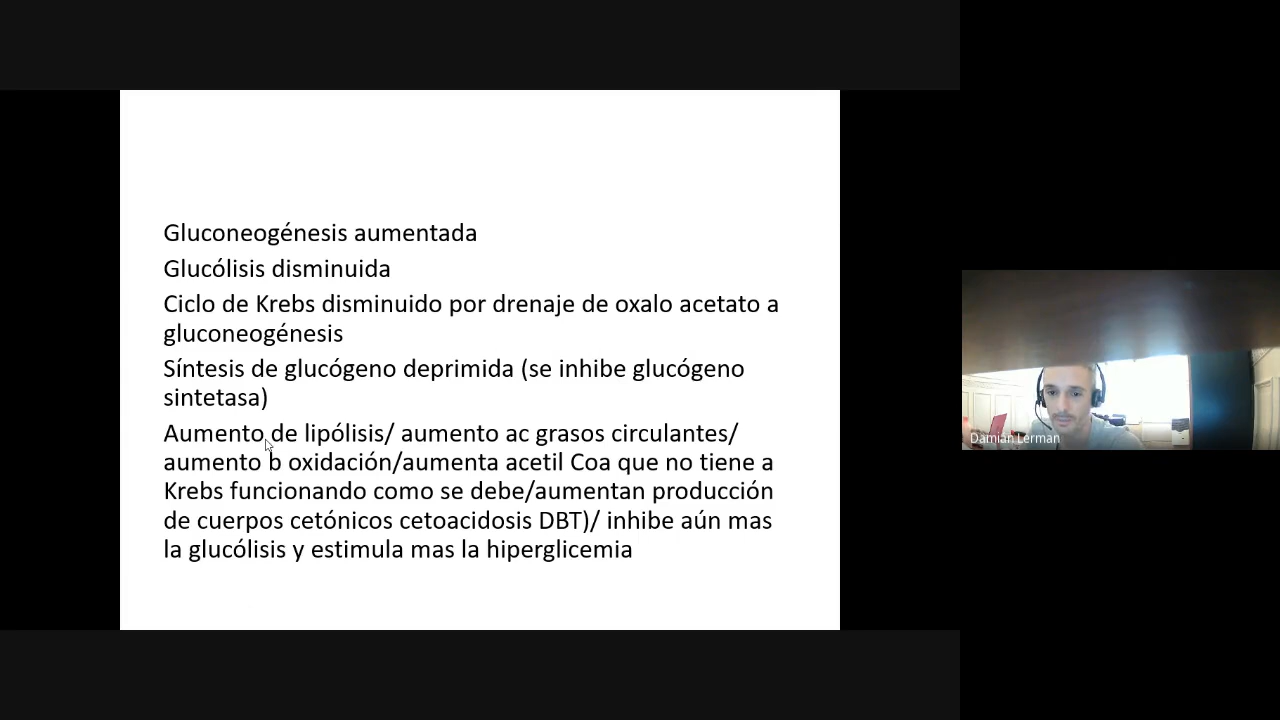 Gluconeogénesis aumentada
Glucólisis disminuida
Ciclo de Krebs disminuido por drenaje de oxalo acetato a
gluconeogénesis
Síntesis de glucógeno deprimida (se inhibe glucógeno
sintetasa)
Aumento de lipólisis/ aumento ac grasos circulantes/
aumento b oxidación/aumenta acetil Coa que no tiene a
Krebs funcionando como se debe/aumentan producción
de cuerpos cetónicos cetoacidosis DBT)/ inhibe aún mas
la glucólisis y estimula mas la hiperglicemia
Damián Lerman